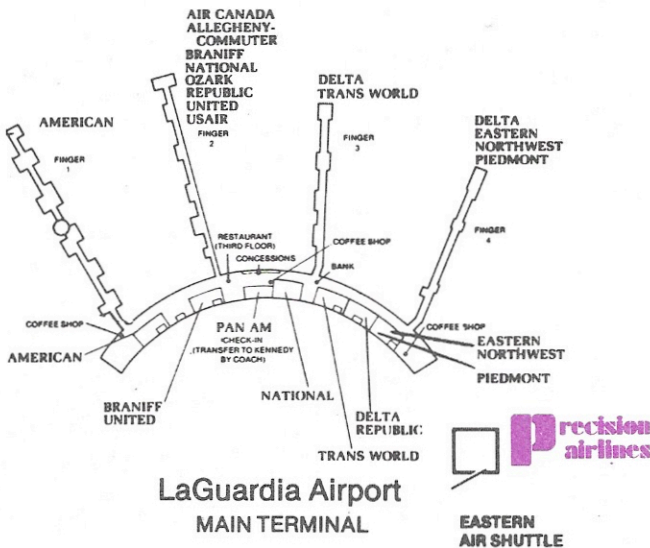 AIR CANADA
ALLEGHENY-
COMMUTER
BRANIFF
NATIONAL
OZARK
REPUBLIC
UNITED
USAIR
FINGER
2
AMERICAN
FINGER
1
DELTA
TRANS WORLD
FINGER
3
DELTA
EASTERN
NORTHWEST
PIEDMONT
FINGER
4
RESTAURANT
(THIRD FLOOR)
CONCESSIONS
COFFEE SHOP
BANK
COFFEE SHOP
AMERICAN
BRANIFF
UNITED
PAN AM
CHECK-IN
(TRANSFER TO KENNEDY
BY COACH)
NATIONAL
TRANS WORLD
DELTA
REPUBLIC
COFFEE SHOP
EASTERN
NORTHWEST
PIEDMONT
Precision
airlines
LaGuardia Airport
MAIN TERMINAL
EASTERN
AIR SHUTTLE